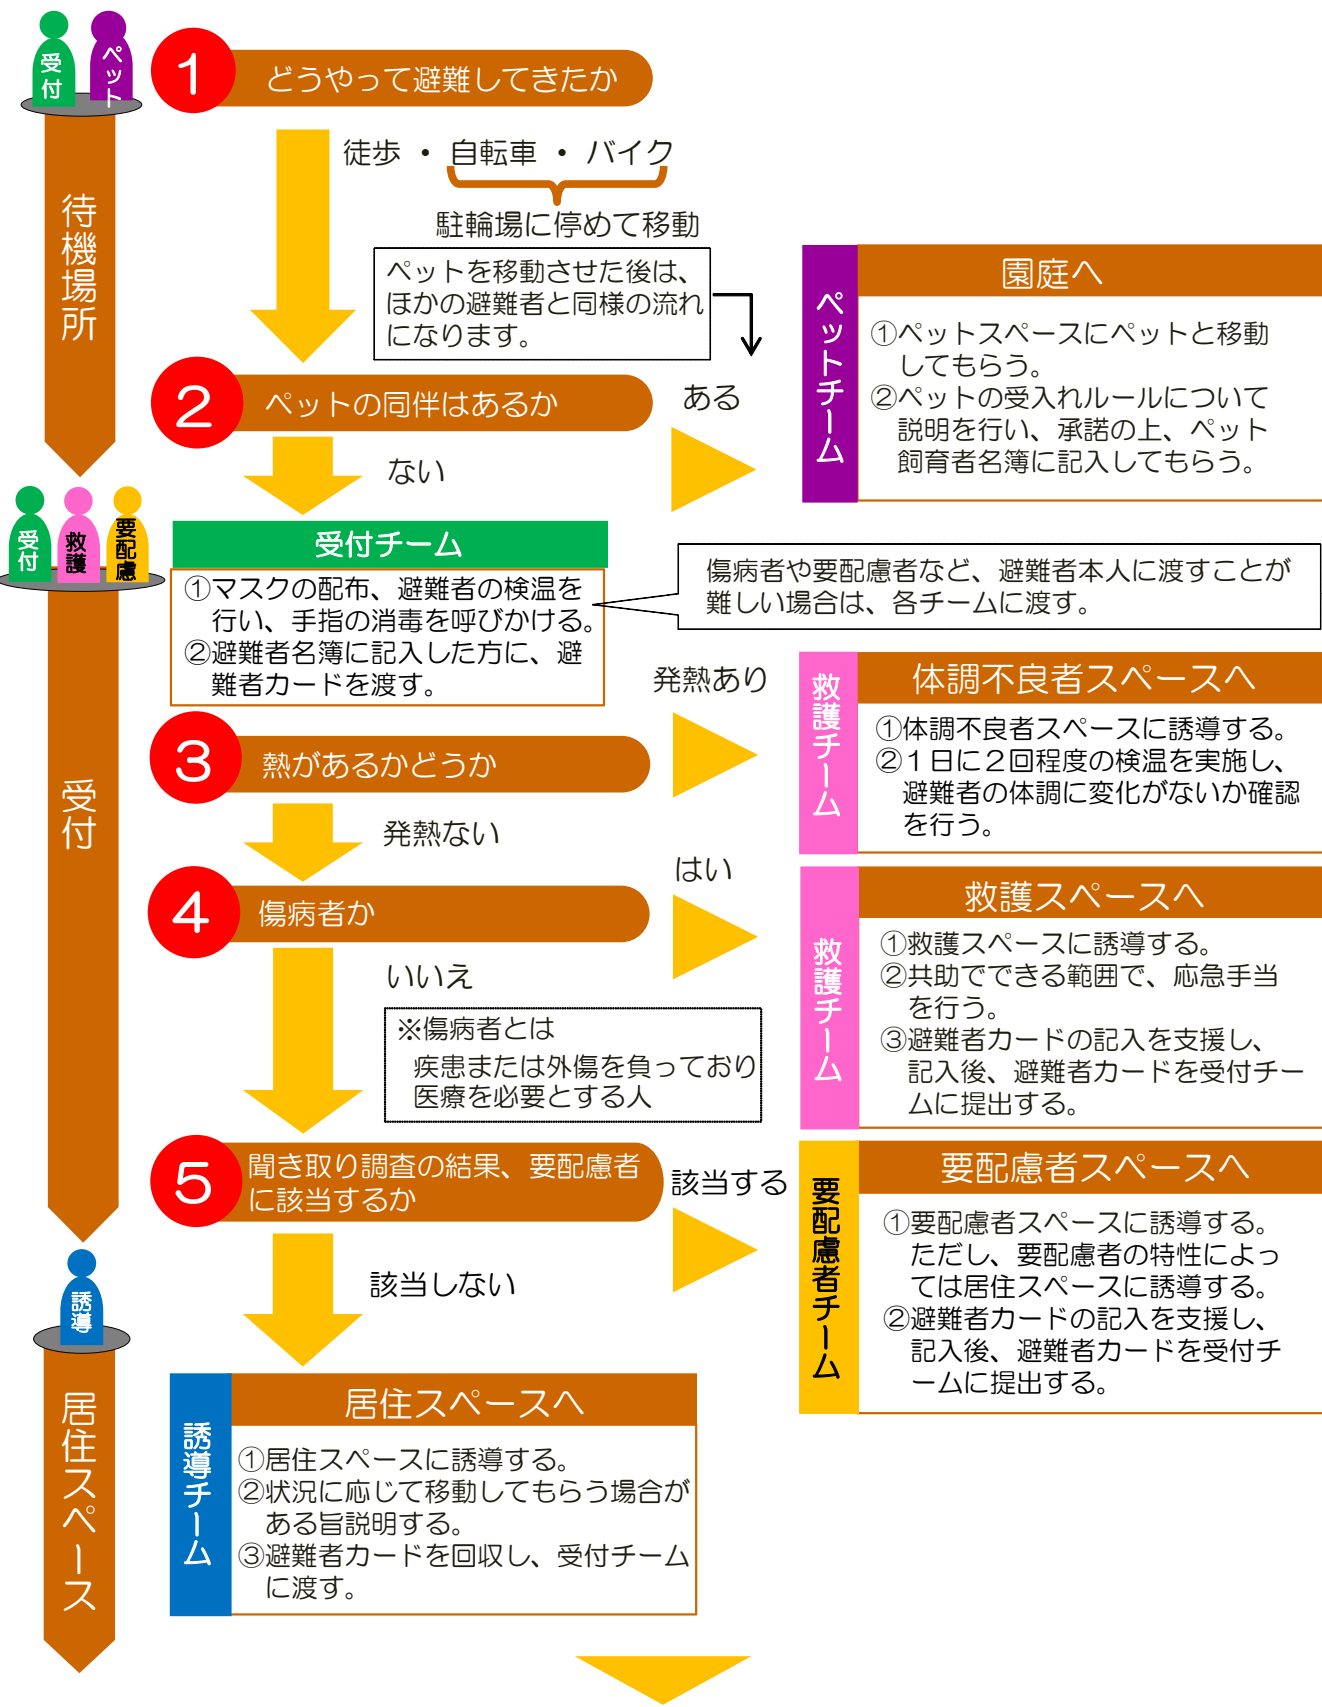 受付
ペット
1
どうやって避難してきたか
待機場所
徒歩 ・ 自転車 ・ バイク
駐輪場に停めて移動
ペットを移動させた後は、
ほかの避難者と同様の流れ
になります。
2
ペットの同伴はあるか
ある
ない
ペットチーム
園庭へ
①ペットスペースにペットと移動
してもらう。
②ペットの受入れルールについて
説明を行い、承諾の上、ペット
飼育者名簿に記入してもらう。
受付
救護
要配慮
受付
受付チーム
①マスクの配布、避難者の検温を
行い、手指の消毒を呼びかける。
②避難者名簿に記入した方に、避
難者カードを渡す。
傷病者や要配慮者など、避難者本人に渡すことが
難しい場合は、各チームに渡す。
3
熱があるかどうか
発熱あり
発熱ない
救護チーム
体調不良者スペースへ
①体調不良者スペースに誘導する。
②１日に２回程度の検温を実施し、
避難者の体調に変化がないか確認
を行う。
4
傷病者か
はい
いいえ
※傷病者とは
疾患または外傷を負っており
医療を必要とする人
救護チーム
救護スペースへ
①救護スペースに誘導する。
②共助でできる範囲で、応急手当
を行う。
③避難者カードの記入を支援し、
記入後、避難者カードを受付チー
ムに提出する。
5
聞き取り調査の結果、要配慮者
に該当するか
該当する
該当しない
要配慮者チーム
要配慮者スペースへ
①要配慮者スペースに誘導する。
ただし、要配慮者の特性によっ
ては居住スペースに誘導する。
②避難者カードの記入を支援し、
記入後、避難者カードを受付チ
ームに提出する。
誘導
居住スペース
誘導チーム
居住スペースへ
①居住スペースに誘導する。
②状況に応じて移動してもらう場合が
ある旨説明する。
③避難者カードを回収し、受付チーム
に渡す。